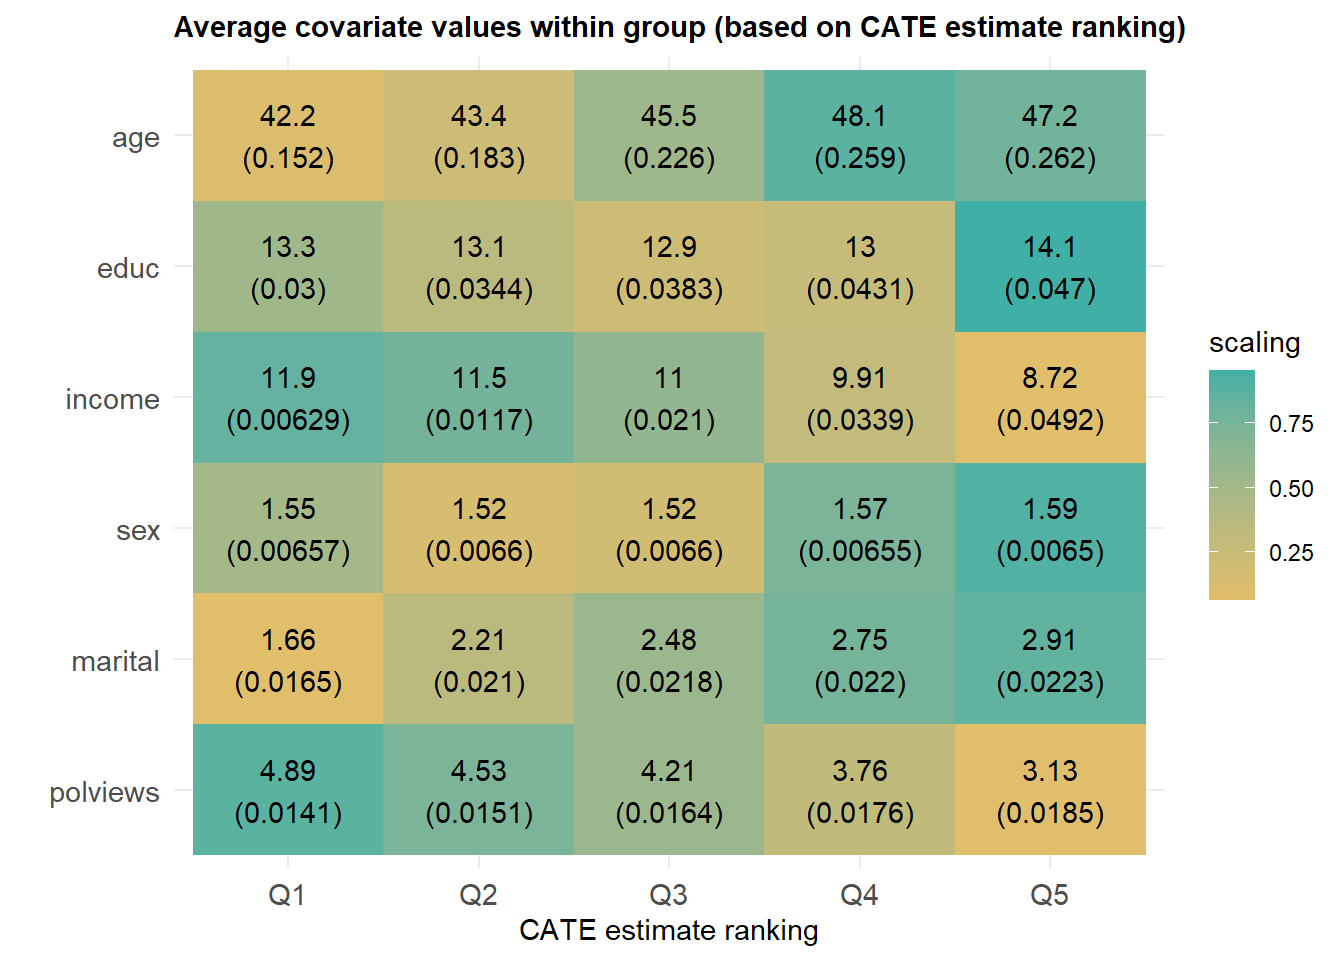 Average covariate values within group (based on CATE estimate ranking)
age
42.2 43.4 45.5 48.1 47.2
(0.152) (0.183) (0.226) (0.259) (0.262)
educ
13.3 13.1 12.9 13 14.1
(0.03) (0.0344) (0.0383) (0.0431) (0.047)
income
11.9 11.5 11 9.91 8.72
(0.00629) (0.0117) (0.021) (0.0339) (0.0492)
sex
1.55 1.52 1.52 1.57 1.59
(0.00657) (0.0066) (0.0066) (0.00655) (0.0065)
marital
1.66 2.21 2.48 2.75 2.91
(0.0165) (0.021) (0.0218) (0.022) (0.0223)
polviews
4.89 4.53 4.21 3.76 3.13
(0.0141) (0.0151) (0.0164) (0.0176) (0.0185)
Q1 Q2 Q3 Q4 Q5
CATE estimate ranking
scaling
0.75
0.50
0.25